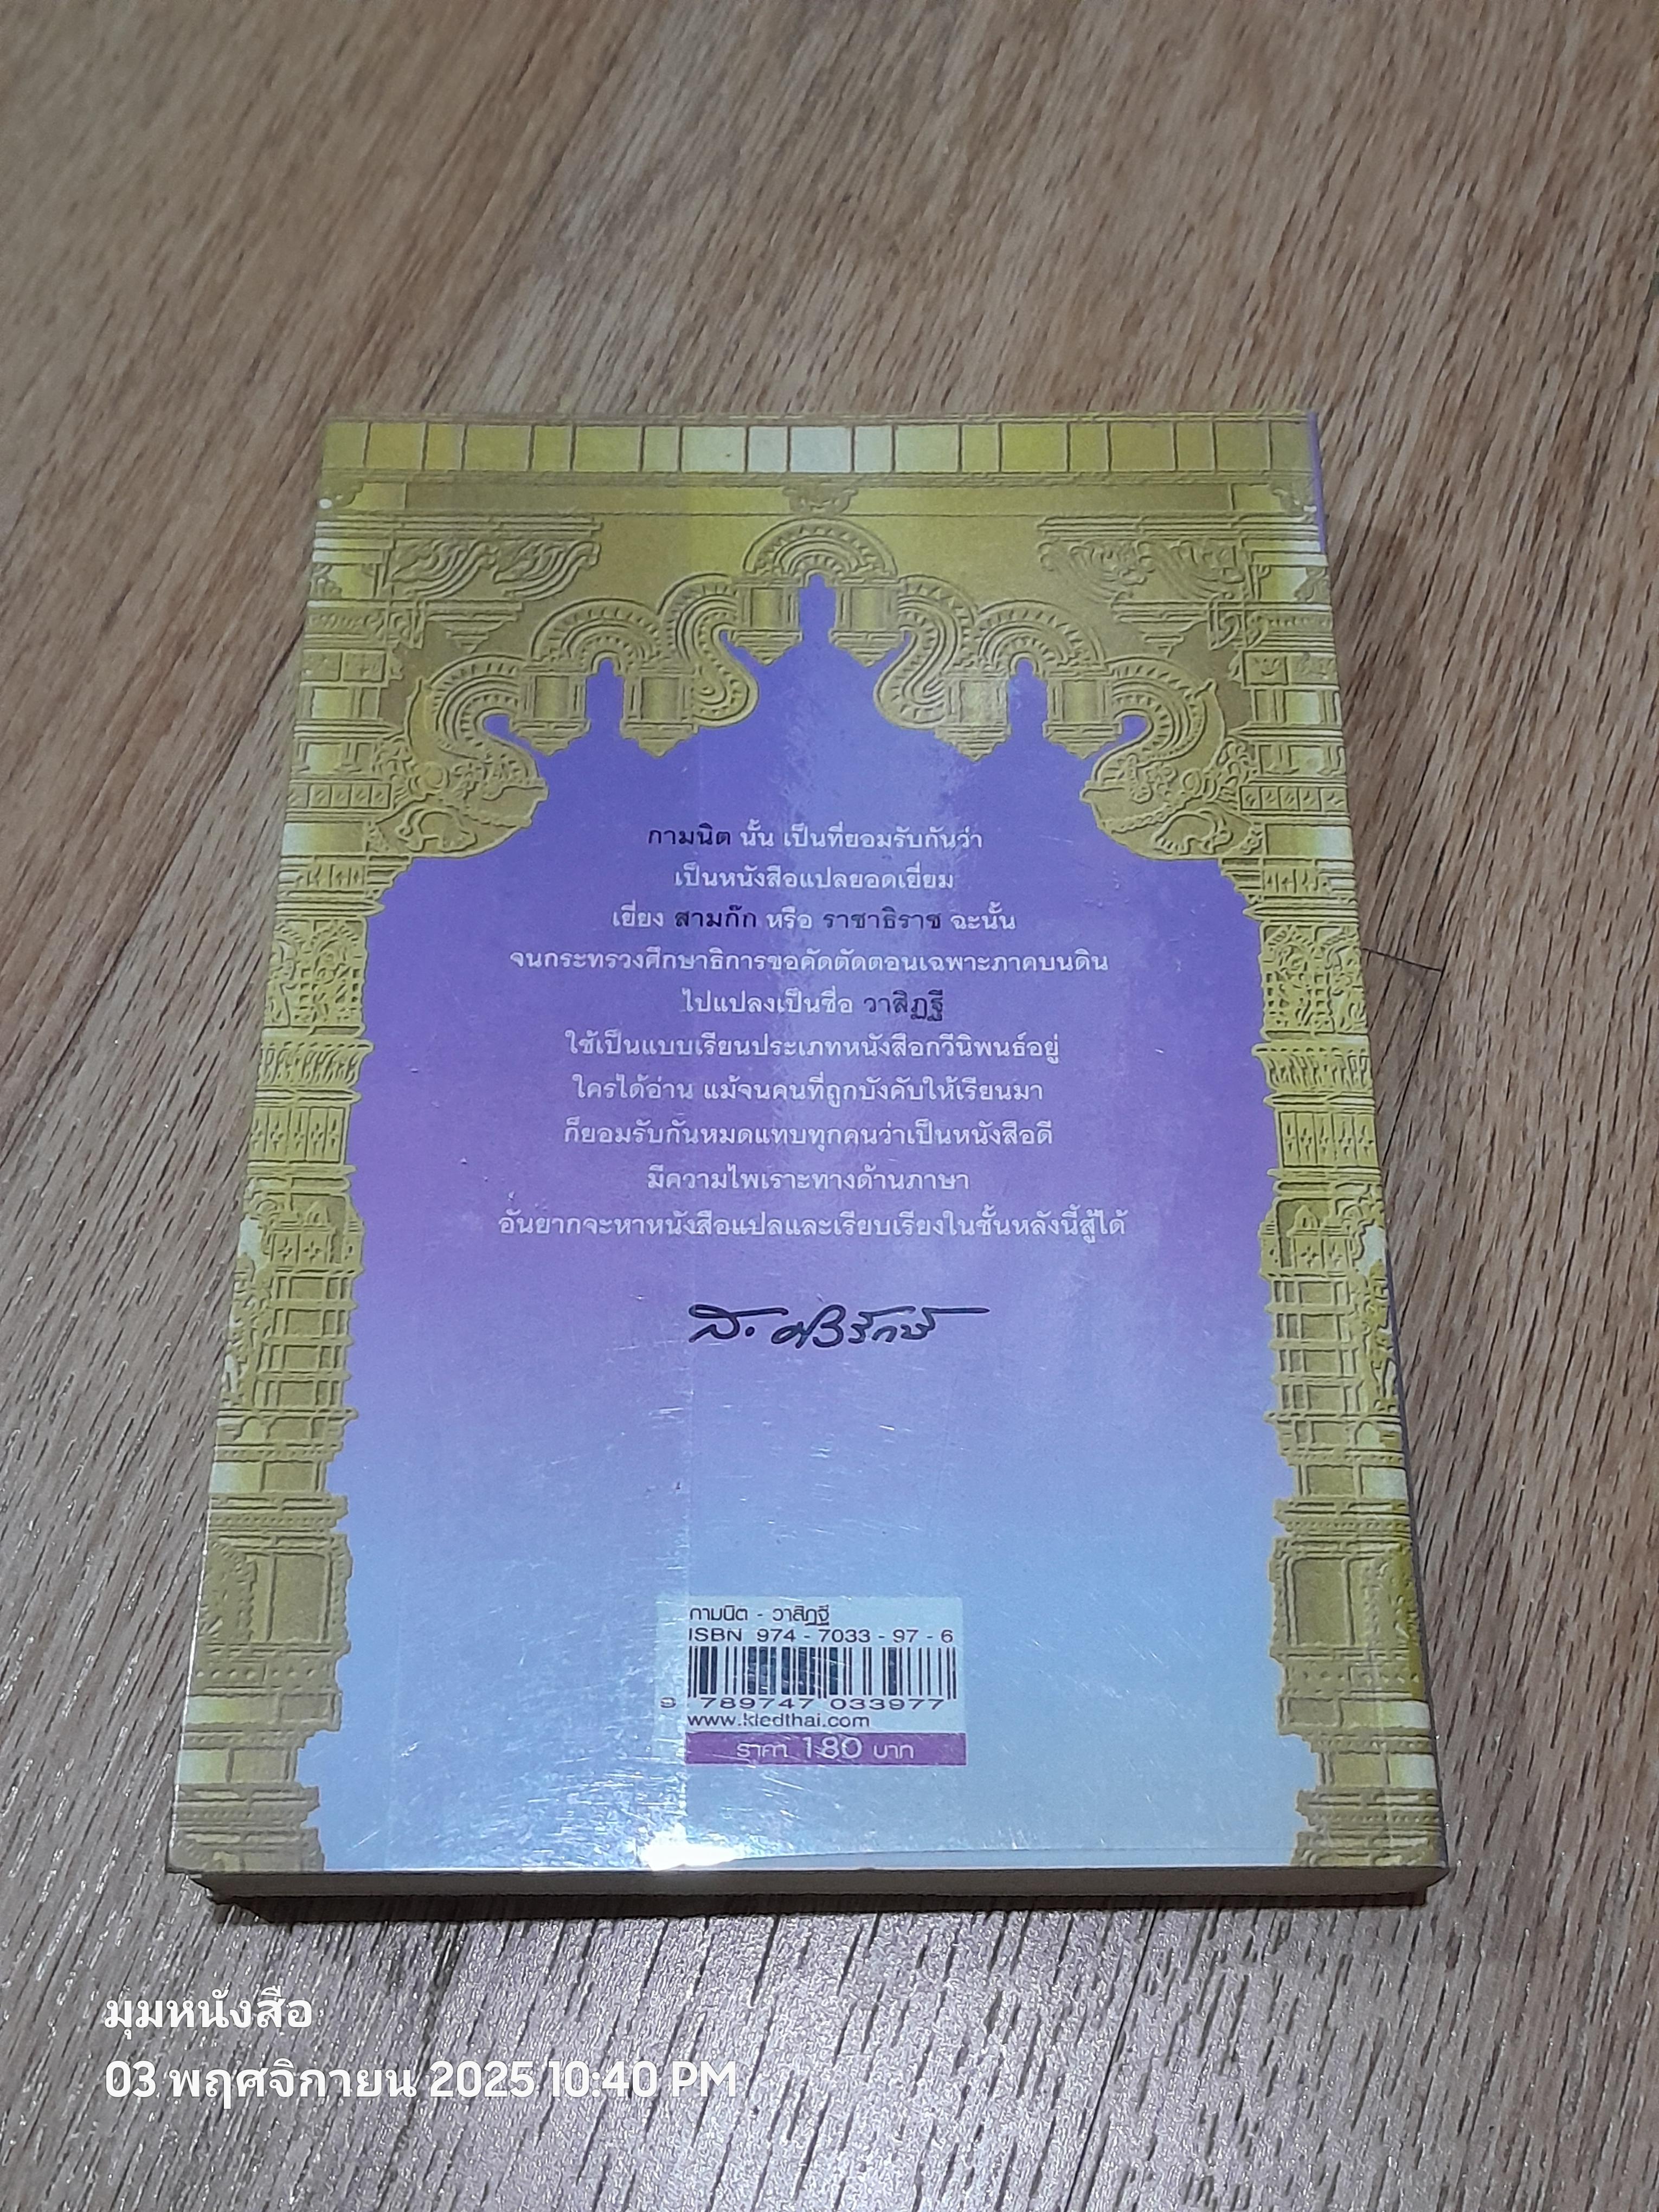 กามนิต นั้น เป็นที่ยอมรับกันว่า
เป็นหนังสือแปลยอดเยี่ยม
เยี่ยง สามก๊ก หรือ ราชาธิราช ฉะนั้น
จนกระทรวงศึกษาธิการขอคัดตัดตอนเฉพาะภาคบนดิน
ไปแปลงเป็นชื่อ วาสิฏฐี
ใช้เป็นแบบเรียนประเภทหนังสือกวีนิพนธ์อยู่
ใครได้อ่าน แม้จนคนที่ถูกบังคับให้เรียนมา
ก็ยอมรับกันหมดแทบทุกคนว่าเป็นหนังสือดี
มีความไพเราะทางด้านภาษา
อันยากจะหาหนังสือแปลและเรียบเรียงในชั้นหลังนี้สู้ได้
ส. ศิวรักษ์
กามนิต - วาสิฏฐี
ISBN 974 - 7033 - 97 - 6
9 789747 033977
www.kledthai.com
ราคา 180 บาท
มุมหนังสือ
03 พฤศจิกายน 2025 10:40 PM